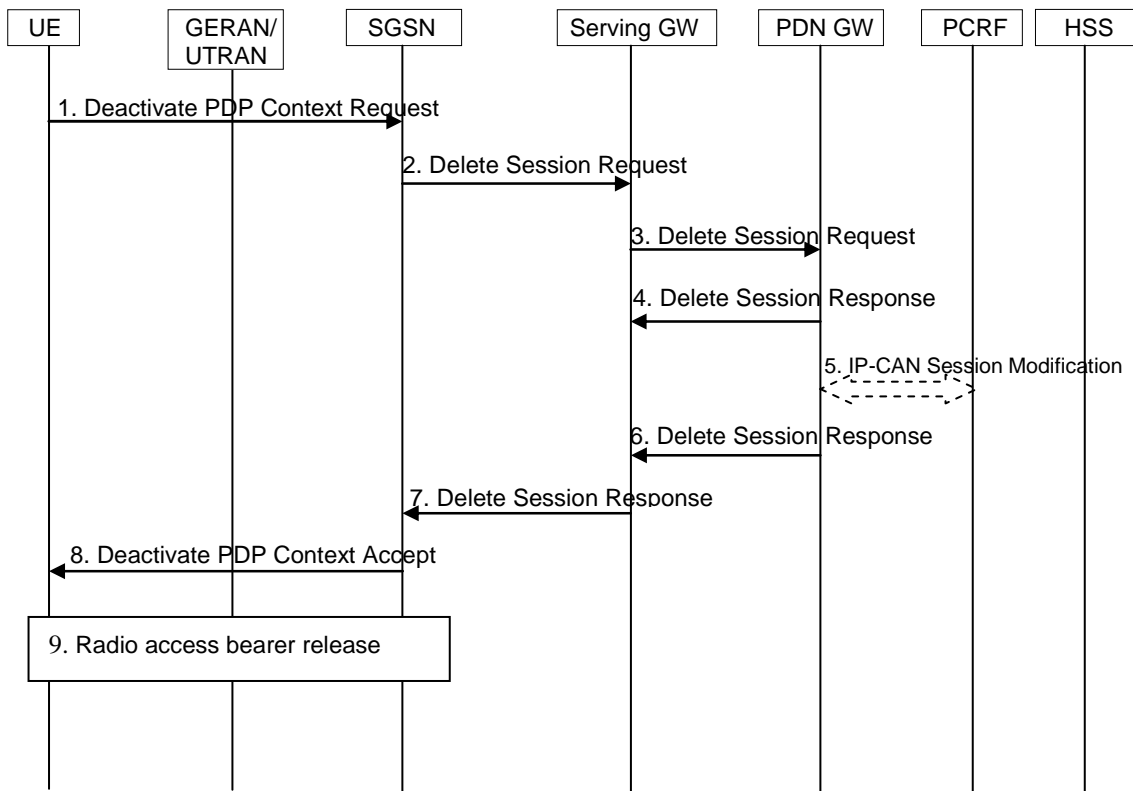 UE
GERAN/
UTRAN
SGSN
Serving GW
PDN GW
PCRF
HSS
1. Deactivate PDP Context Request
2. Delete Session Request
3. Delete Session Request
4. Delete Session Response
5. IP-CAN Session Modification
6. Delete Session Response
7. Delete Session Response
8. Deactivate PDP Context Accept
9. Radio access bearer release